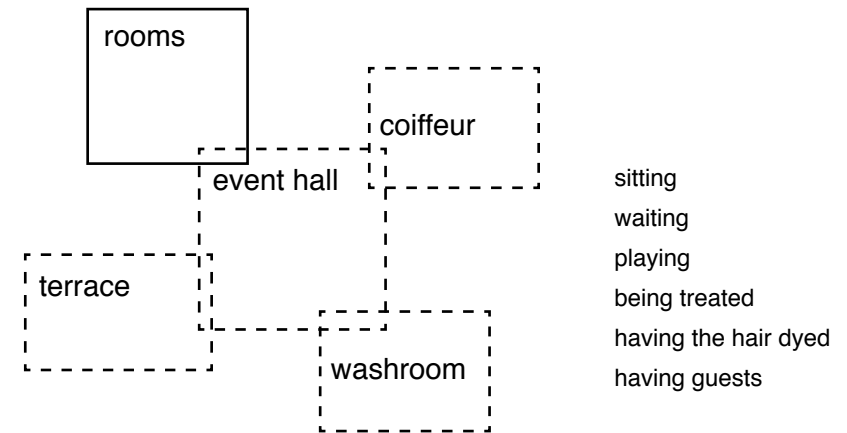 rooms
coiffeur
event hall
terrace
washroom
sitting
waiting
playing
being treated
having the hair dyed
having guests